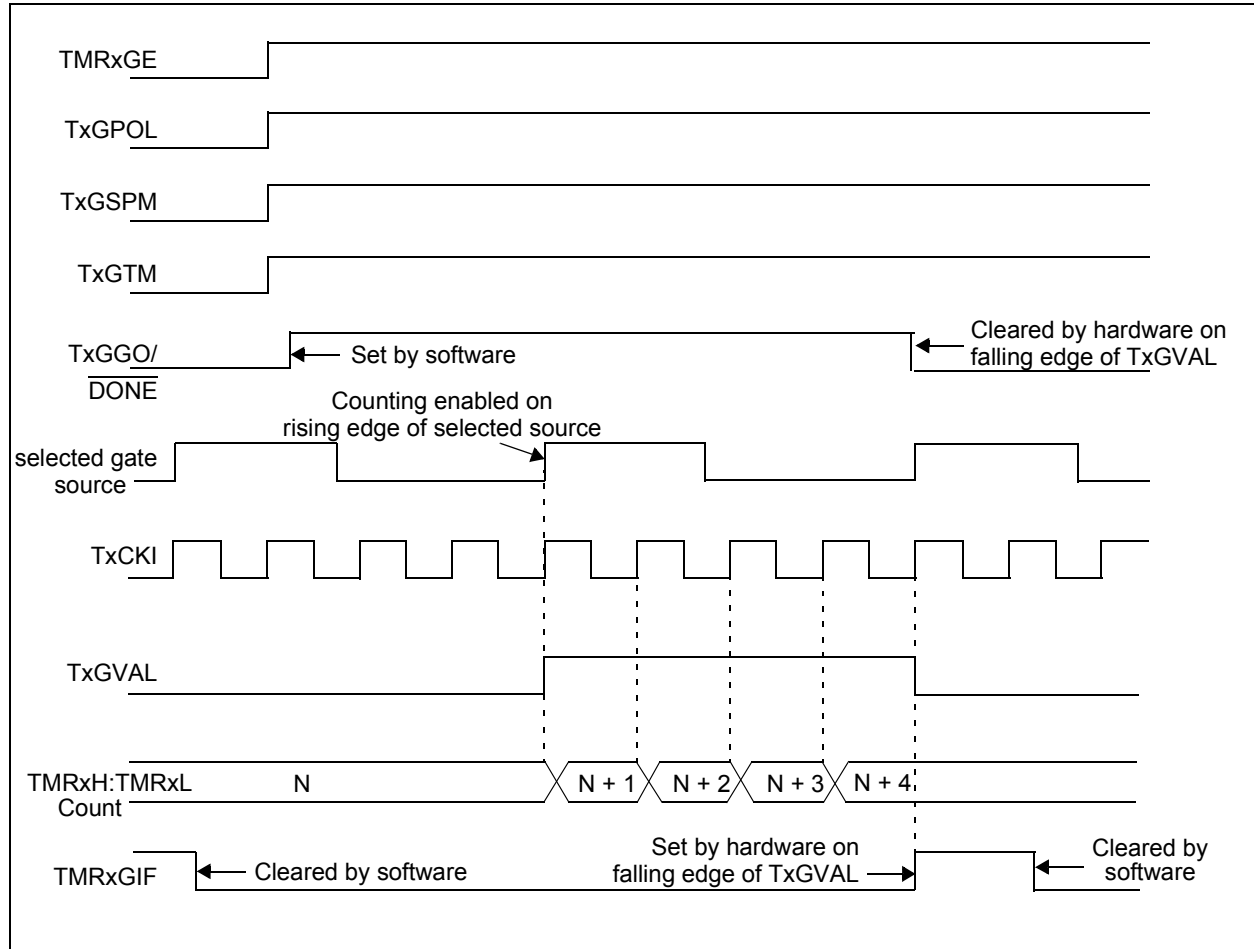 TMRxGE
TxGPOL
TxGSPM
TxGTM
TxGGO/
DONE
Set by software
Cleared by hardware on
falling edge of TxGVAL
Counting enabled on
rising edge of selected source
selected gate
source
TxCKI
TxGVAL
TMRxH:TMRxL
Count
N
N + 1
N + 2
N + 3
N + 4
TMRxGIF
Cleared by software
Set by hardware on
falling edge of TxGVAL
Cleared by
software